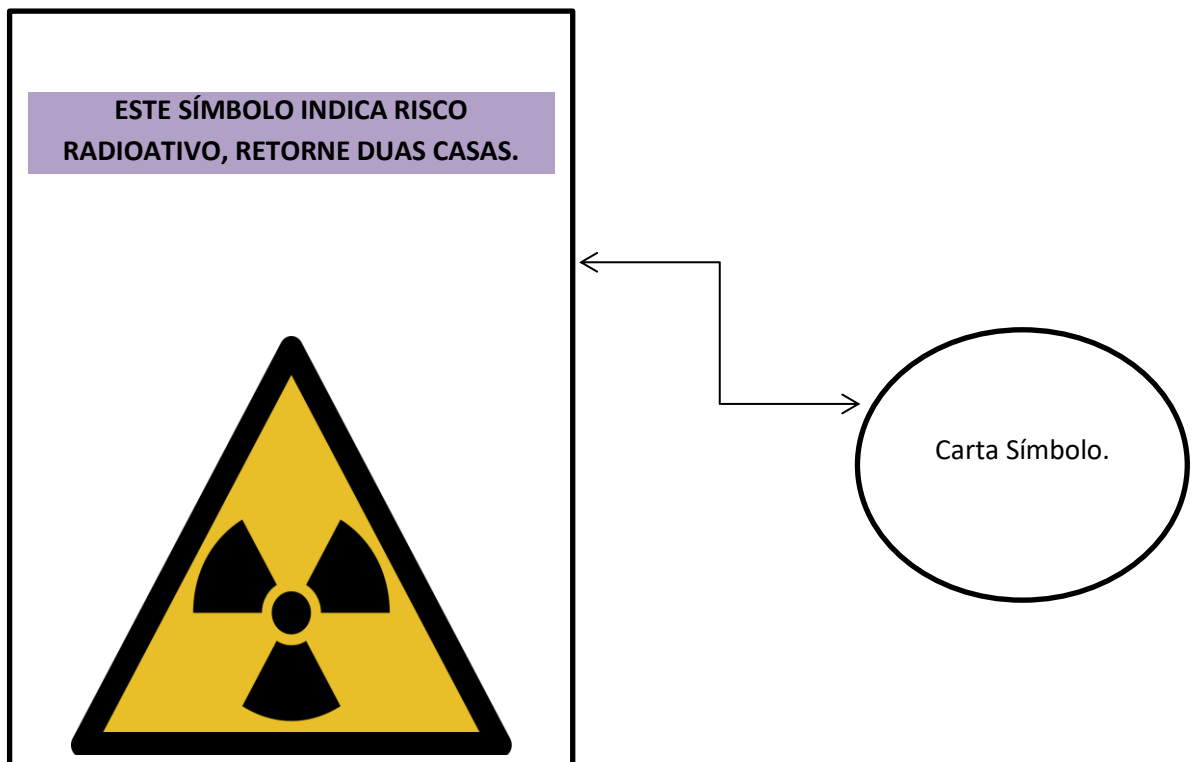 ESTE SÍMBOLO INDICA RISCO
RADIOATIVO, RETORNE DUAS CASAS.
Carta Símbolo.